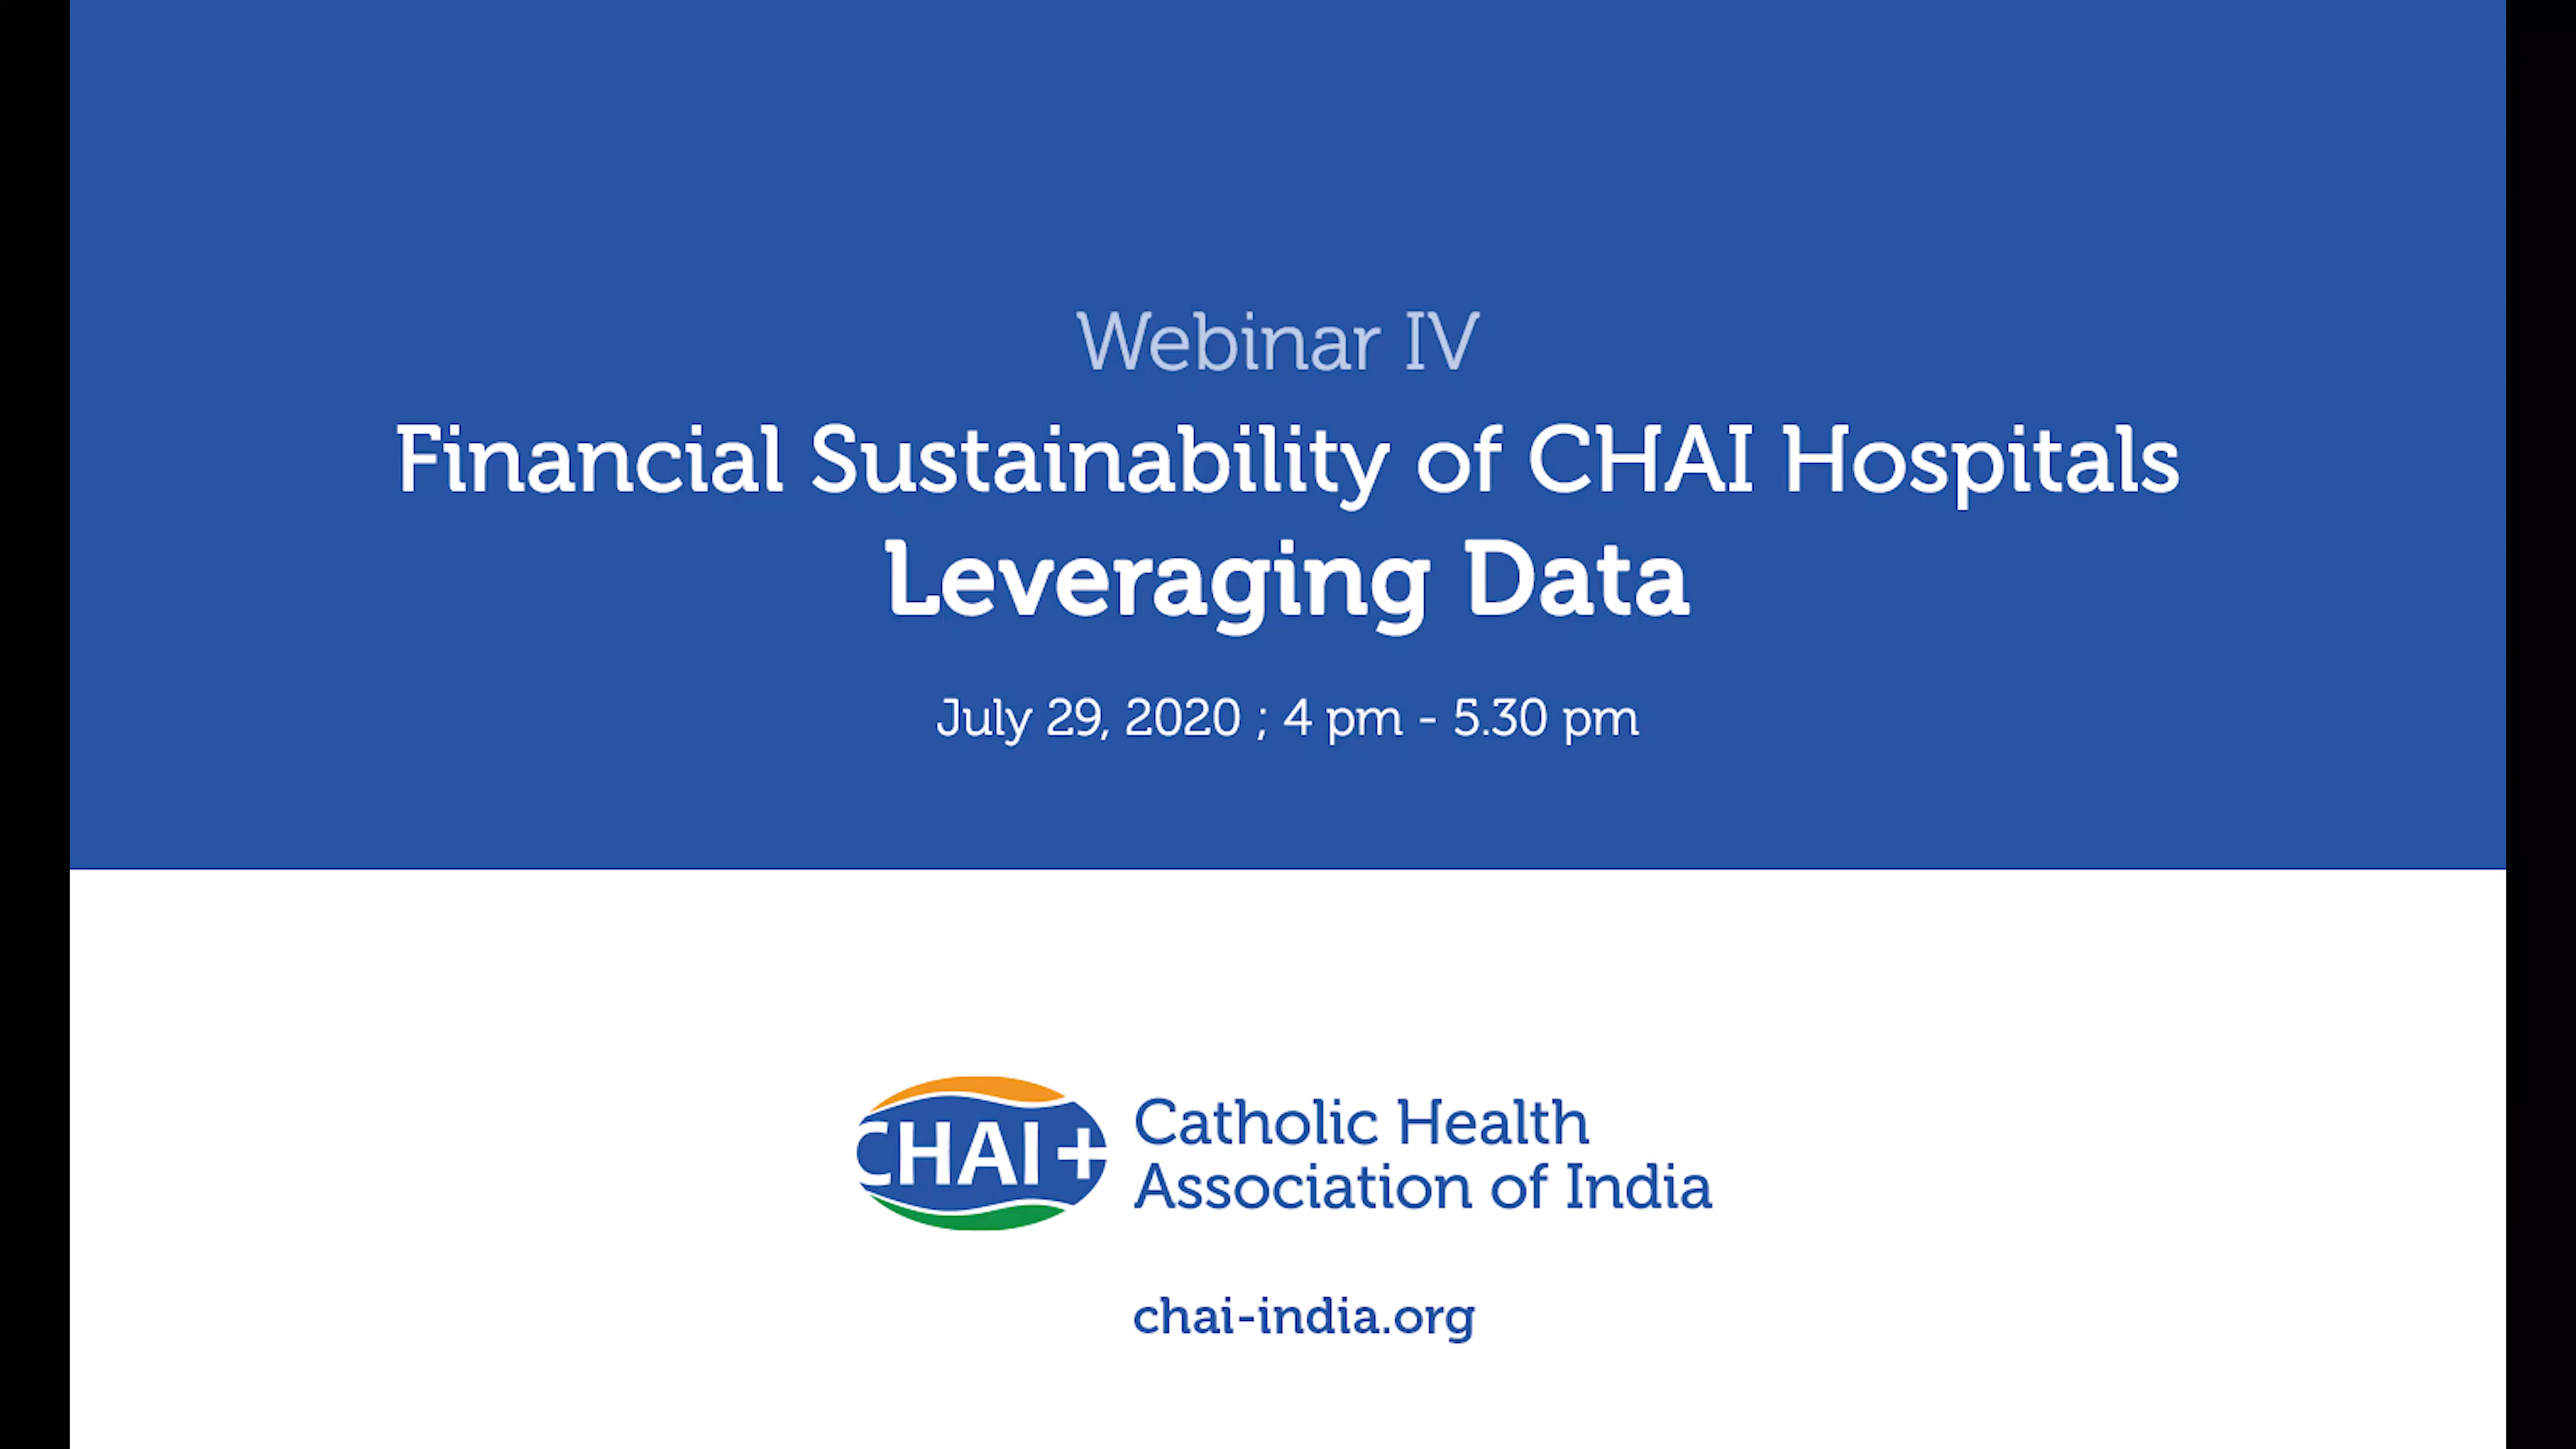 Webinar IV
Financial Sustainability of CHAI Hospitals
Leveraging Data
July 29, 2020 ; 4 pm - 5.30 pm
CHAI +
Catholic Health
Association of India
chai-india.org